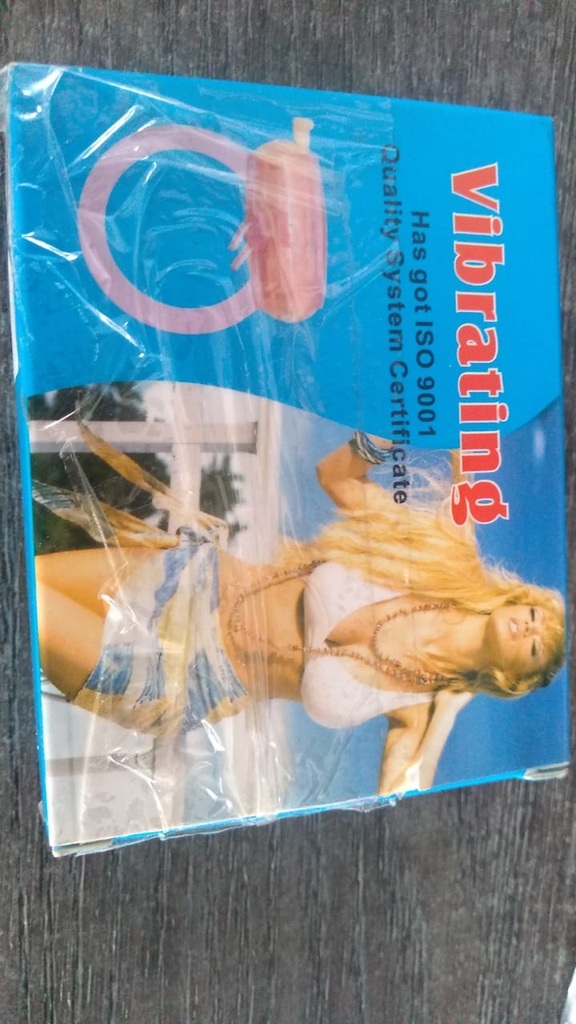 Vibrating
Has got ISO 9001
Quality System Certificate